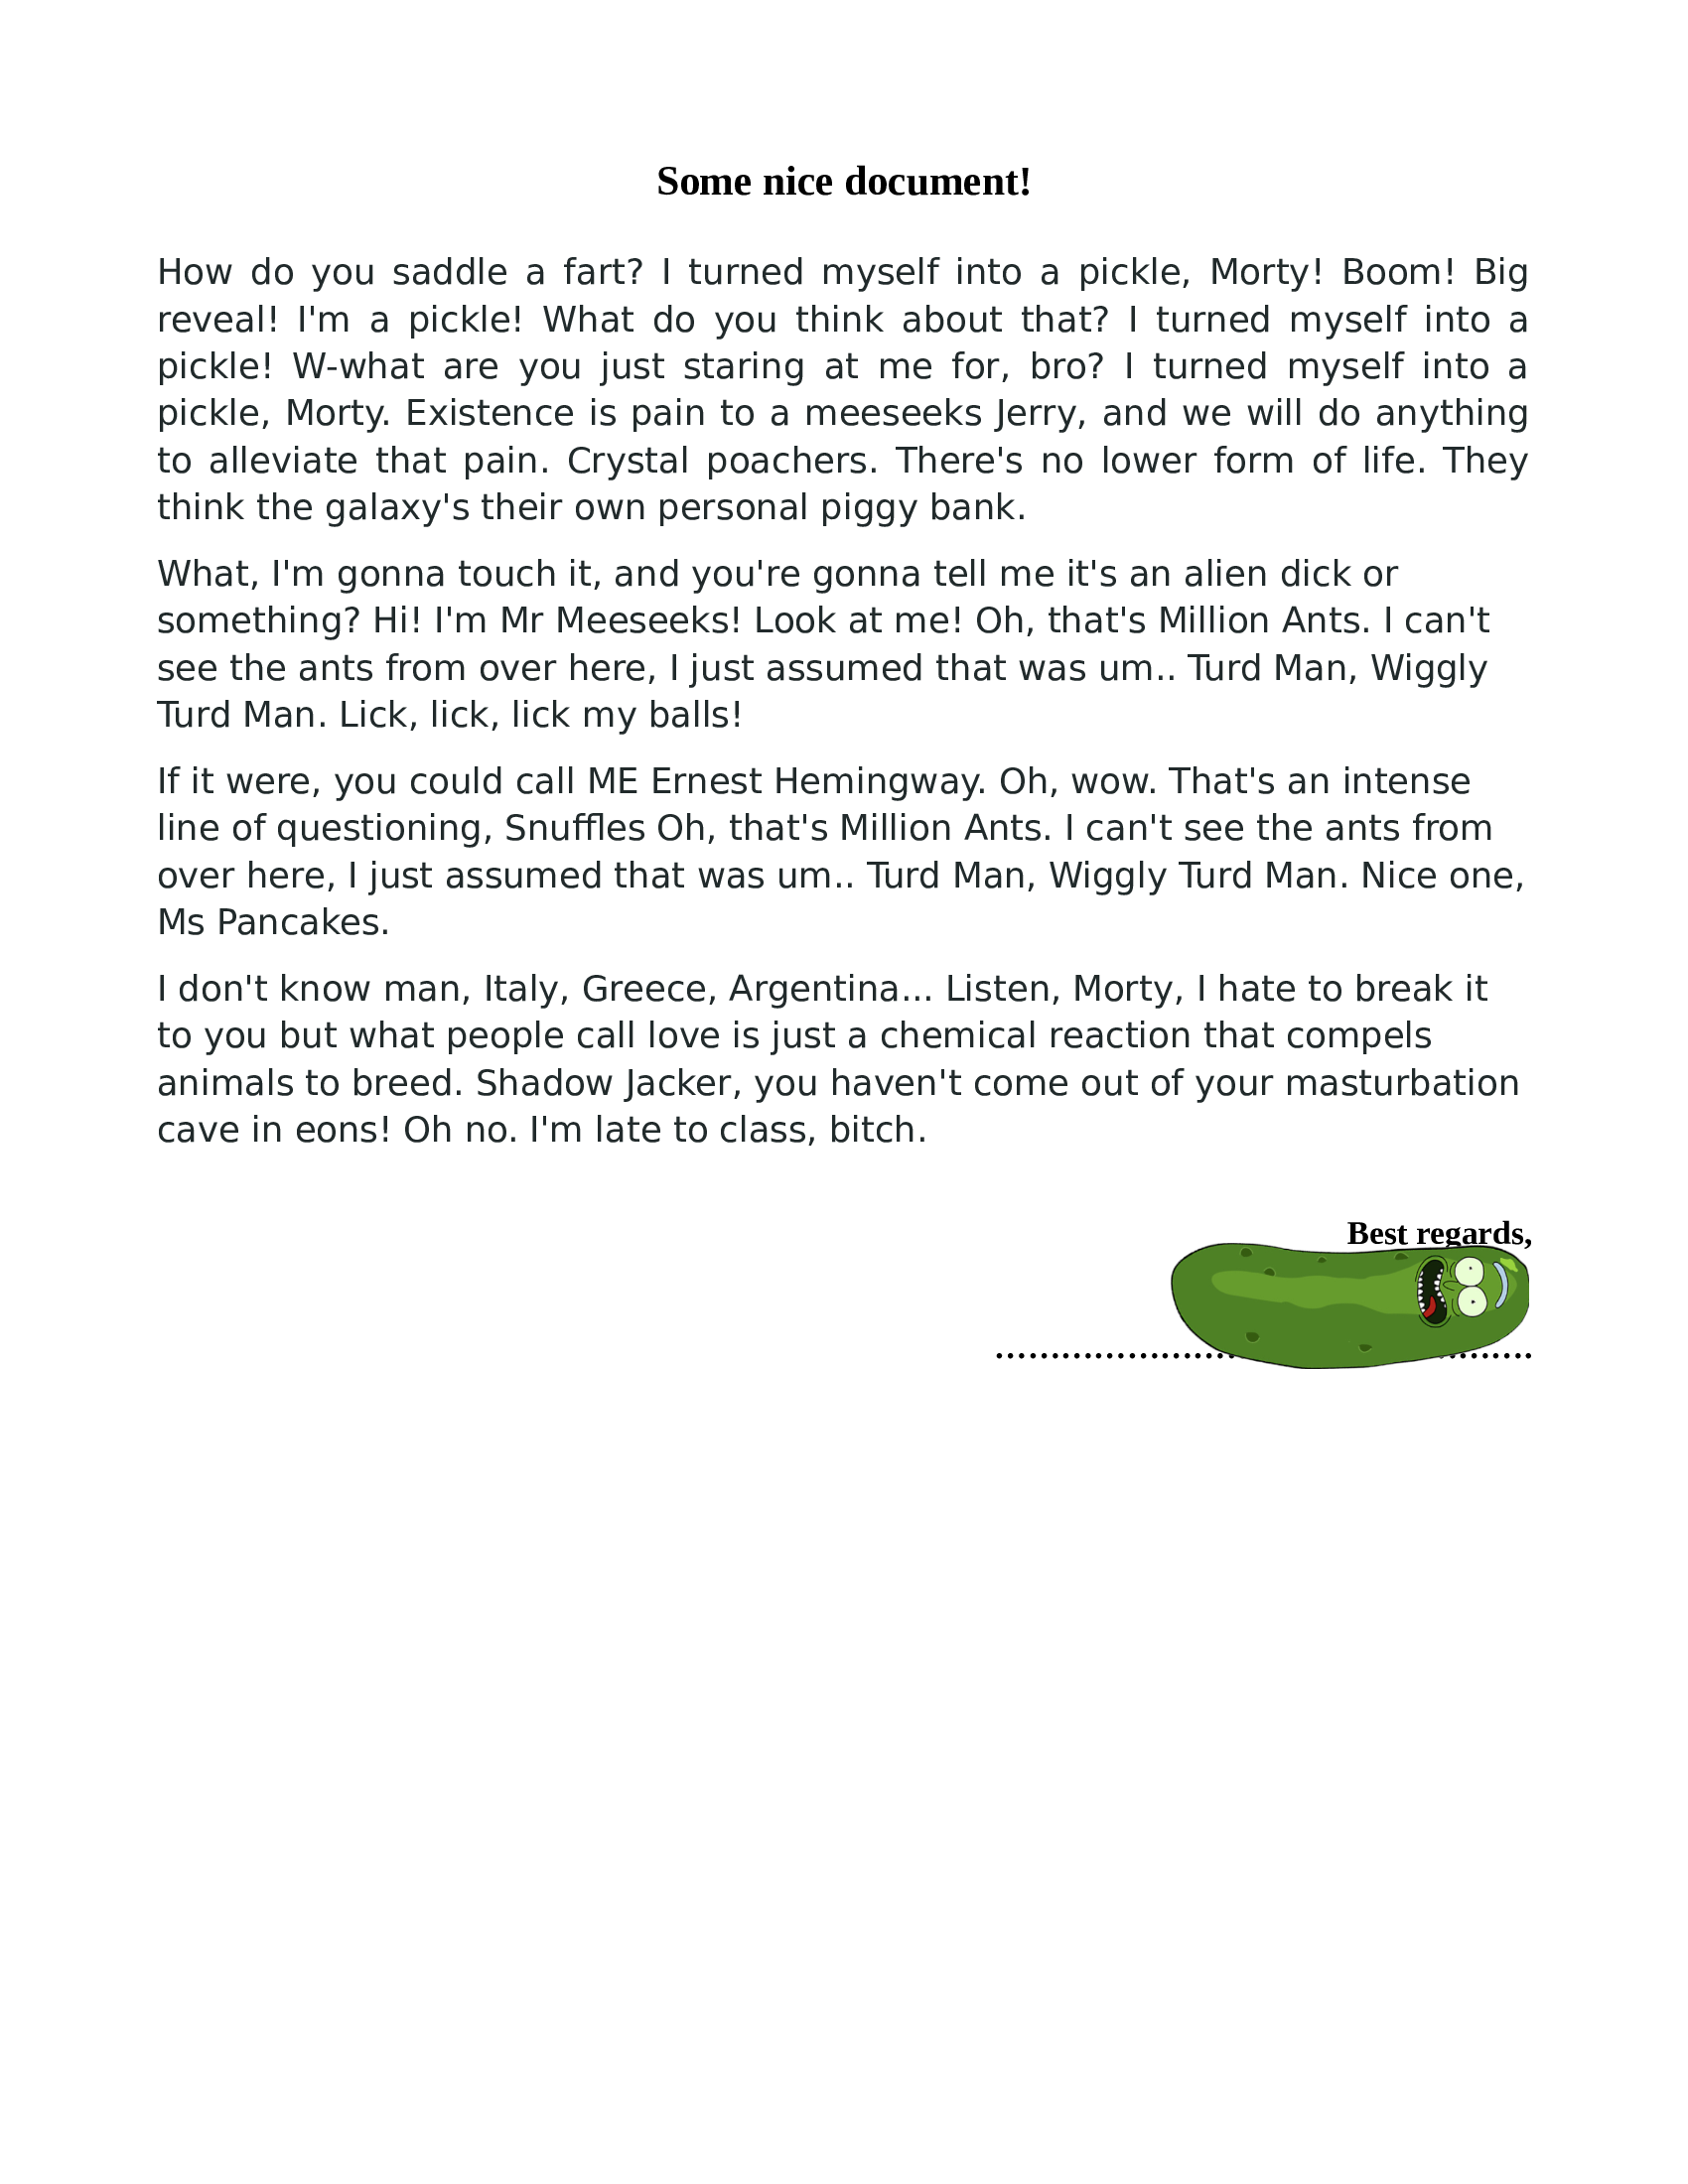 Some nice document!
How do you saddle a fart? I turned myself into a pickle, Morty! Boom! Big
reveal! I'm a pickle! What do you think about that? I turned myself into a
pickle! W-what are you just staring at me for, bro? I turned myself into a
pickle, Morty. Existence is pain to a meeseeks Jerry, and we will do anything
to alleviate that pain. Crystal poachers. There's no lower form of life. They
think the galaxy's their own personal piggy bank.
What, I'm gonna touch it, and you're gonna tell me it's an alien dick or
something? Hi! I'm Mr Meeseeks! Look at me! Oh, that's Million Ants. I can't
see the ants from over here, I just assumed that was um.. Turd Man, Wiggly
Turd Man. Lick, lick, lick my balls!
If it were, you could call ME Ernest Hemingway. Oh, wow. That's an intense
line of questioning, Snuffles Oh, that's Million Ants. I can't see the ants from
over here, I just assumed that was um.. Turd Man, Wiggly Turd Man. Nice one,
Ms Pancakes.
I don't know man, Italy, Greece, Argentina... Listen, Morty, I hate to break it
to you but what people call love is just a chemical reaction that compels
animals to breed. Shadow Jacker, you haven't come out of your masturbation
cave in eons! Oh no. I'm late to class, bitch.
Best regards,